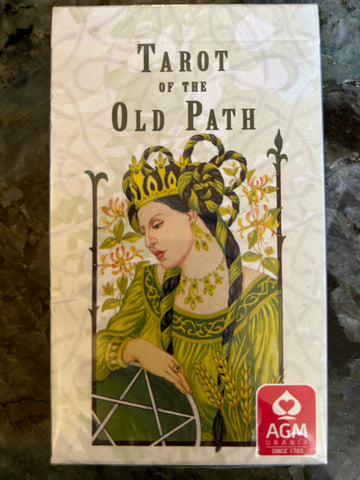 TAROT
OF THE
OLD PATH
AGM
URANIA
SINCE 1765